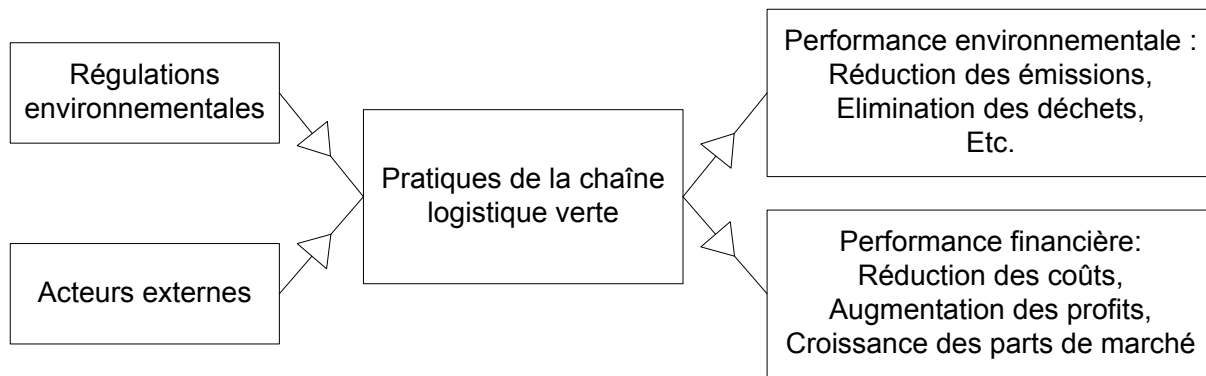 Régulations
environnementales
Acteurs externes
Pratiques de la chaîne
logistique verte
Performance environnementale :
Réduction des émissions,
Elimination des déchets,
Etc.
Performance financière:
Réduction des coûts,
Augmentation des profits,
Croissance des parts de marché